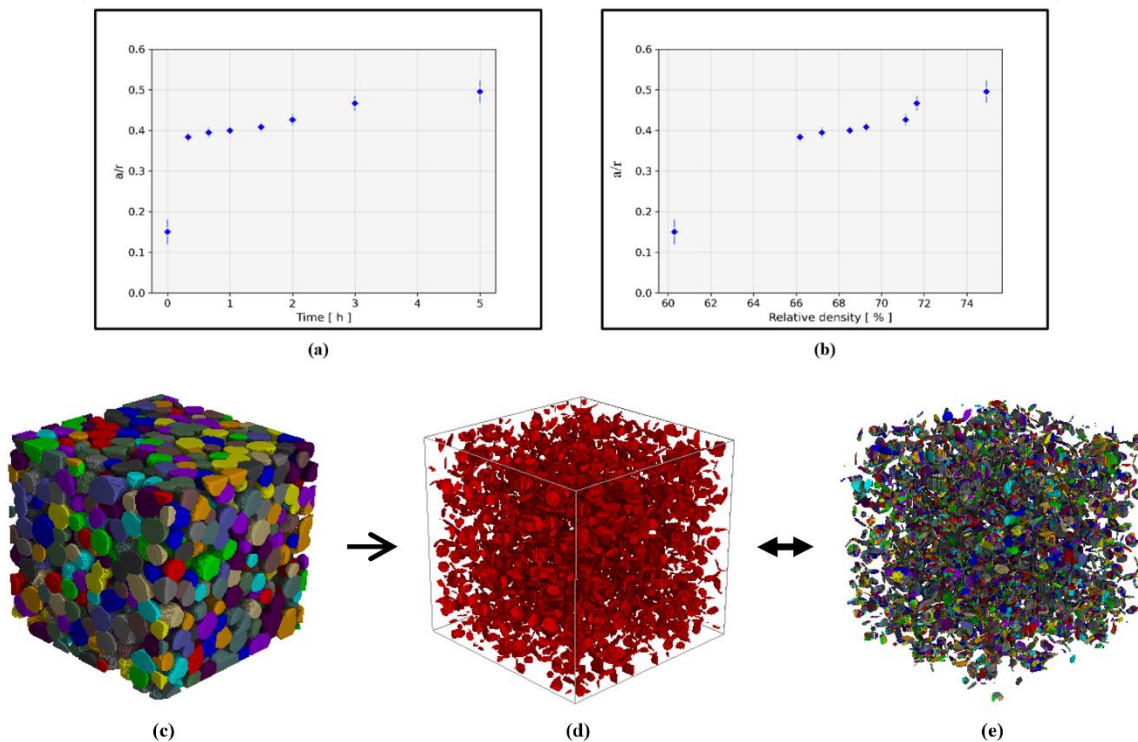 0.6
0.5
0.4
0.3
0.2
0.1
0.0
a/r
0 1 2 3 4 5
Time [ h ]
(a)
0.6
0.5
0.4
0.3
0.2
0.1
0.0
a/r
60 62 64 66 68 70 72 74
Relative density [ % ]
(b)
(c)
(d)
(e)